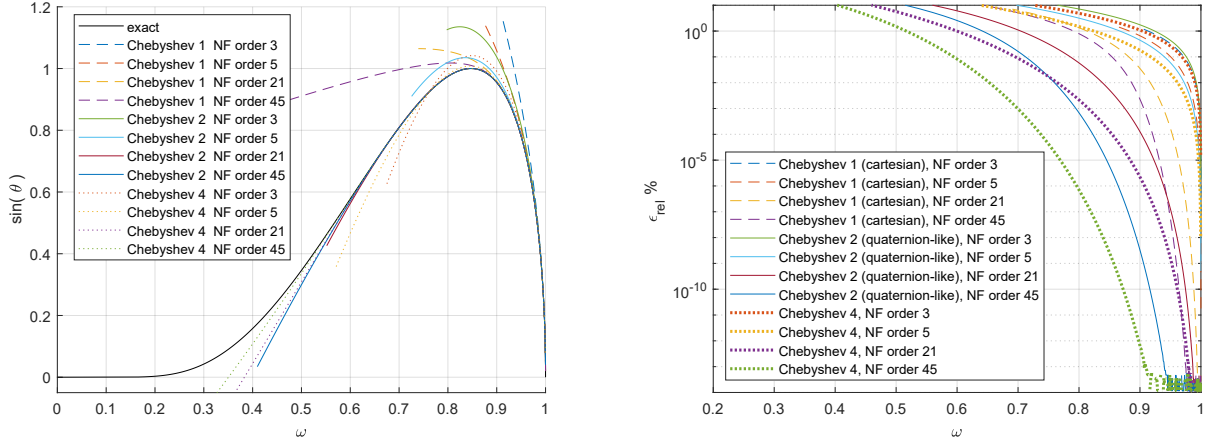 1.2
1
0.8
0.6
0.4
0.2
0
sin( θ )
exact
Chebyshev 1 NF order 3
Chebyshev 1 NF order 5
Chebyshev 1 NF order 21
Chebyshev 1 NF order 45
Chebyshev 2 NF order 3
Chebyshev 2 NF order 5
Chebyshev 2 NF order 21
Chebyshev 2 NF order 45
Chebyshev 4 NF order 3
Chebyshev 4 NF order 5
Chebyshev 4 NF order 21
Chebyshev 4 NF order 45
0 0.1 0.2 0.3 0.4 0.5 0.6 0.7 0.8 0.9 1
ω
10^0
10^-5
10^-10
ϵ_rel %
Chebyshev 1 (cartesian), NF order 3
Chebyshev 1 (cartesian), NF order 5
Chebyshev 1 (cartesian), NF order 21
Chebyshev 1 (cartesian), NF order 45
Chebyshev 2 (quaternion-like), NF order 3
Chebyshev 2 (quaternion-like), NF order 5
Chebyshev 2 (quaternion-like), NF order 21
Chebyshev 2 (quaternion-like), NF order 45
Chebyshev 4, NF order 3
Chebyshev 4, NF order 5
Chebyshev 4, NF order 21
Chebyshev 4, NF order 45
0.2 0.3 0.4 0.5 0.6 0.7 0.8 0.9 1
ω